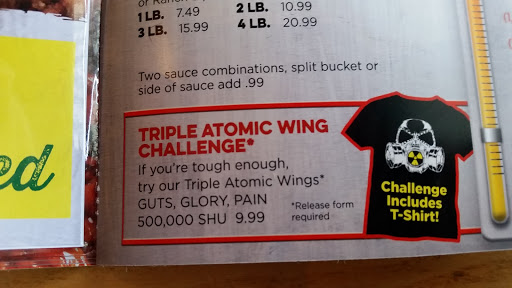 1 LB. 7.49 2 LB. 10.99
3 LB. 15.99 4 LB. 20.99
Two sauce combinations, split bucket or
side of sauce add .99
TRIPLE ATOMIC WING
CHALLENGE*
If you're tough enough,
try our Triple Atomic Wings*
GUTS, GLORY, PAIN
500,000 SHU 9.99
*Release form
required
Challenge
Includes
T-Shirt!